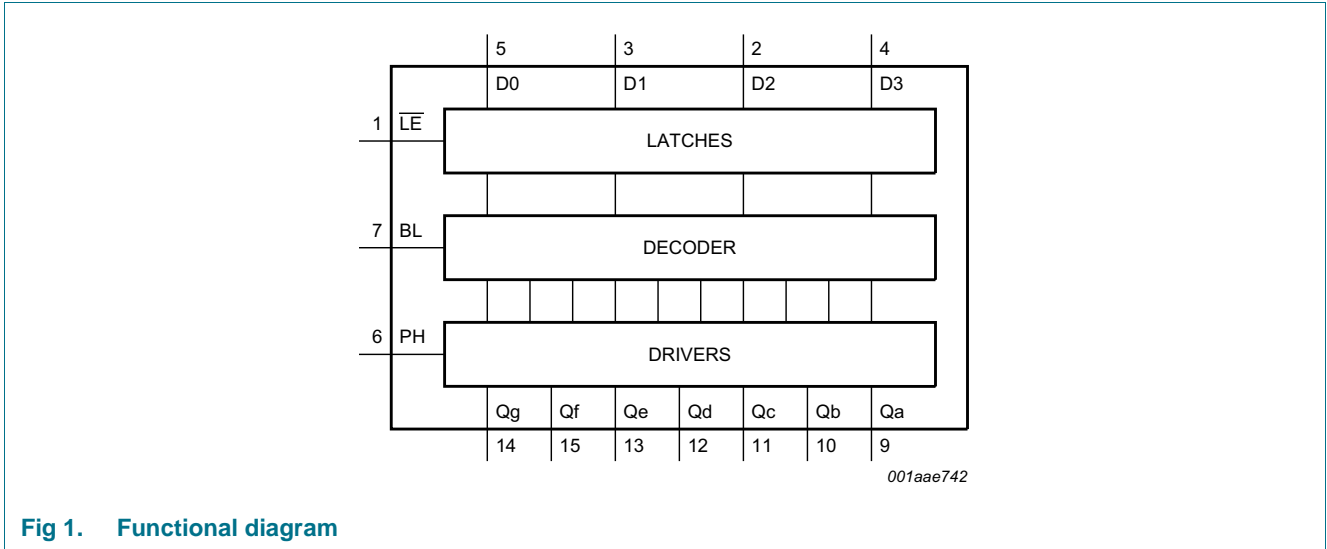 5 3 2 4
D0 D1 D2 D3
1 L̅E̅
LATCHES
7 BL
DECODER
6 PH
DRIVERS
Qg Qf Qe Qd Qc Qb Qa
14 15 13 12 11 10 9
001aae742
Fig 1. Functional diagram